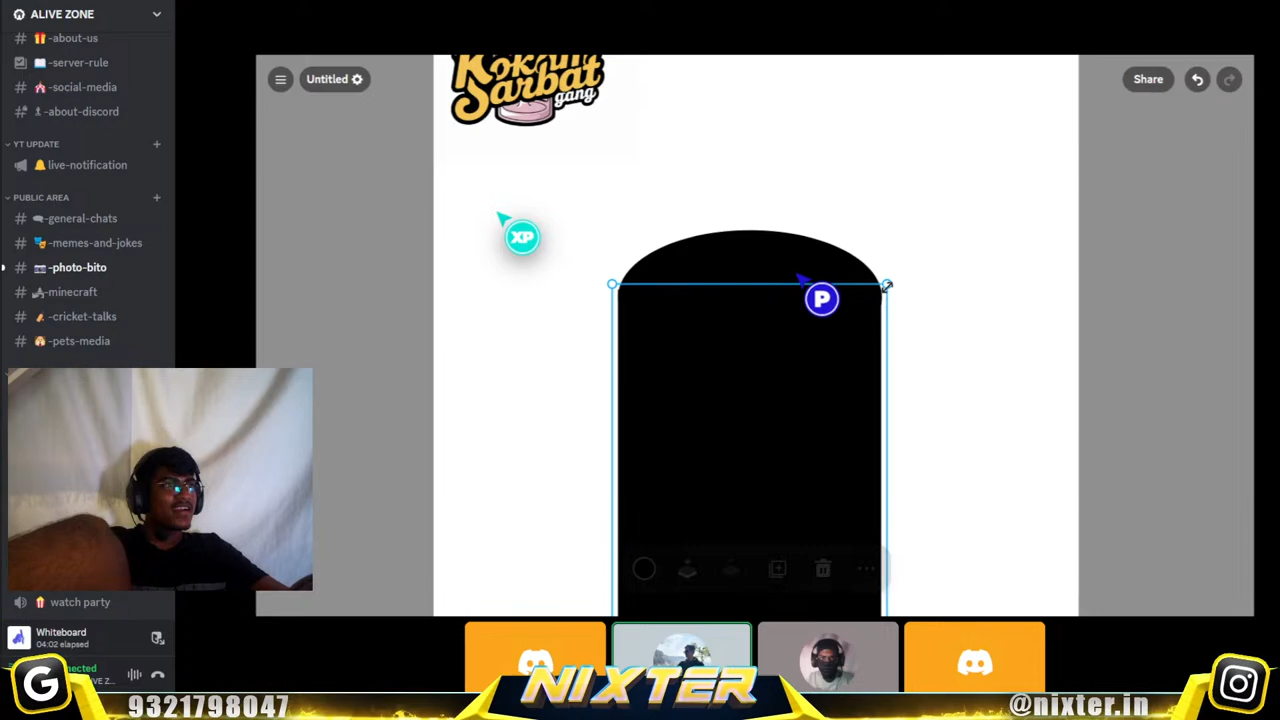 ALIVE ZONE
-about-us
-server-rule
-social-media
-about-discord
YT UPDATE
live-notification
PUBLIC AREA
-general-chats
-memes-and-jokes
-photo-bito
-minecraft
-cricket-talks
-pets-media
watch party
Whiteboard
04:02 elapsed
Untitled
Share
Kokam
Sarbat
gang
XP
P
NIXTER
G
9321798047
@nixter.in